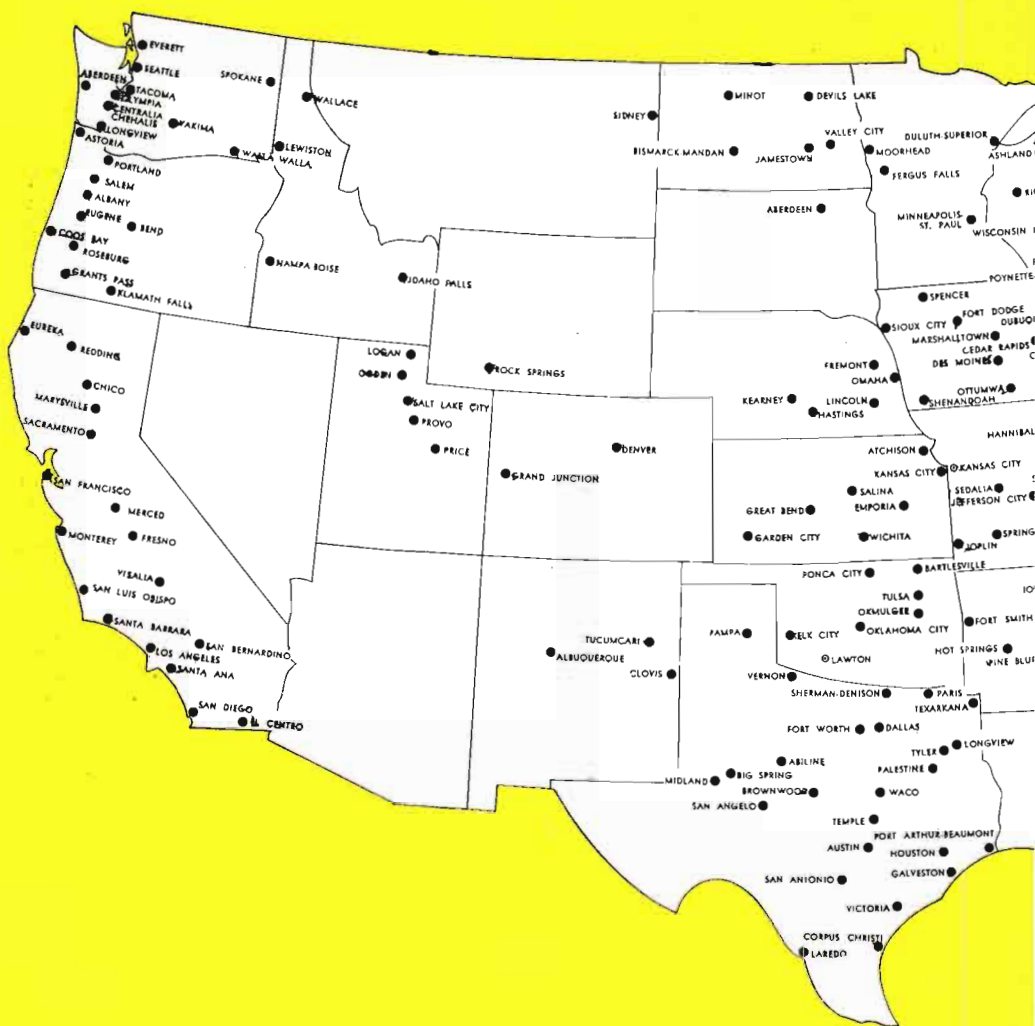 EVERETT
SEATTLE
SPOKANE
ABERDEEN
TACOMA
OLYMPIA
CENTRALIA
CHEHALIS
YAKIMA
LONGVIEW
ASTORIA
WALLACE
LEWISTON
WALLA WALLA
PORTLAND
SALEM
ALBANY
EUGENE
BEND
COOS BAY
ROSEBURG
GRANTS PASS
KLAMATH FALLS
NAMPA BOISE
IDAHO FALLS
SIDNEY
MINOT
DEVILS LAKE
VALLEY CITY
BISMARCK-MANDAN
JAMESTOWN
MOORHEAD
DULUTH-SUPERIOR
ASHLAND
FERGUS FALLS
ABERDEEN
MINNEAPOLIS-
ST. PAUL
WISCONSIN
POYNETTE
EUREKA
REDDING
CHICO
MARYSVILLE
SACRAMENTO
SAN FRANCISCO
MERCED
MONTEREY
FRESNO
VISALIA
SAN LUIS OBISPO
SANTA BARBARA
SAN BERNARDINO
LOS ANGELES
SANTA ANA
SAN DIEGO
EL CENTRO
LOGAN
OGDEN
SALT LAKE CITY
PROVO
PRICE
ROCK SPRINGS
GRAND JUNCTION
DENVER
SPENCER
SIOUX CITY
FORT DODGE
DUBUQ
MARSHALLTOWN
CEDAR RAPIDS
DES MOINES
FREMONT
OMAHA
KEARNEY
LINCOLN
HASTINGS
OTTUMWA
SHENANDOAH
HANNIBAL
ATCHISON
KANSAS CITY
KANSAS CITY
SALINA
SEDALIA
JEFFERSON CITY
GREAT BEND
EMPORIA
GARDEN CITY
WICHITA
JOPLIN
SPRING
PONCA CITY
BARTLESVILLE
TULSA
OKMULGER
OKLAHOMA CITY
ELK CITY
FORT SMITH
LAWTON
HOT SPRINGS
PINE BLUF
TUCUMCARI
ALBUQUERQUE
CLOVIS
PAMPA
VERNON
SHERMAN-DENISON
PARIS
TEXARKANA
FORT WORTH
DALLAS
TYLER
LONGVIEW
ABILINE
PALESTINE
MIDLAND
BIG SPRING
BROWNWOOD
WACO
SAN ANGELO
TEMPLE
PORT ARTHUR-BEAUMONT
AUSTIN
HOUSTON
SAN ANTONIO
GALVESTON
VICTORIA
CORPUS CHRISTI
LAREDO